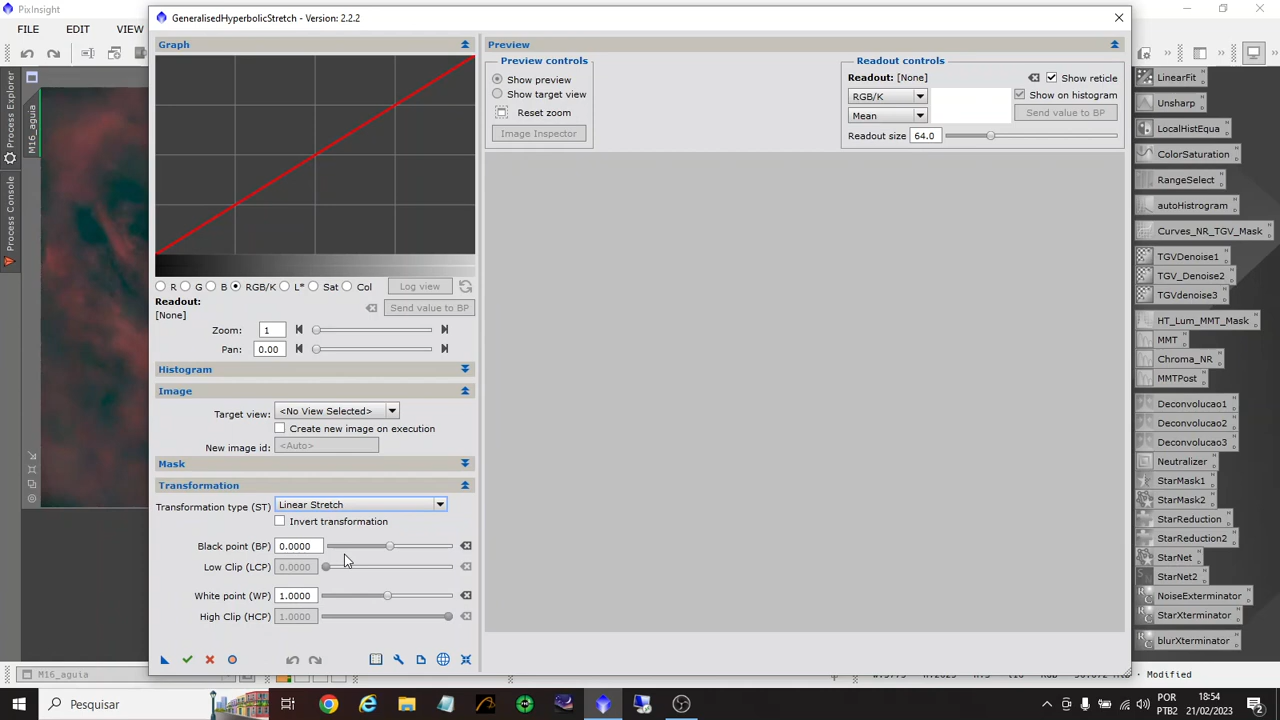 PixInsight
FILE
EDIT
VIEW
GeneralisedHyperbolicStretch - Version: 2.2.2
Process Explorer
Process Console
M16_aguia
Graph
R
G
B
RGB/K
L*
Sat
Col
Log view
Readout:
[None]
Send value to BP
Zoom: 1
Pan: 0.00
Histogram
Image
Target view: <No View Selected>
Create new image on execution
New image id: <Auto>
Mask
Transformation
Transformation type (ST) Linear Stretch
Invert transformation
Black point (BP) 0.0000
Low Clip (LCP) 0.0000
White point (WP) 1.0000
High Clip (HCP) 1.0000
Preview
Preview controls
Show preview
Show target view
Reset zoom
Image Inspector
Readout controls
Readout: [None]
Show reticle
RGB/K
Show on histogram
Mean
Send value to BP
Readout size 64.0
LinearFit
Unsharp
LocalHistEqua
ColorSaturation
RangeSelect
autoHistrogram
Curves_NR_TGV_Mask
TGVDenoise1
TGV_Denoise2
TGVdenoise3
HT_Lum_MMT_Mask
MMT
Chroma_NR
MMTPost
Deconvolucao1
Deconvolucao2
Deconvolucao3
Neutralizer
StarMask1
StarMask2
StarReduction
StarReduction2
StarNet
StarNet2
NoiseExterminator
StarXterminator
blurXterminator
M16_aguia
Modified
Pesquisar
POR
PTB2
18:54
21/02/2023